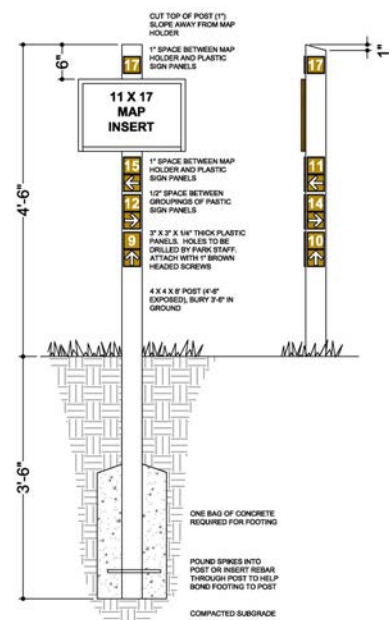 CUT TOP OF POST (1")
SLOPE AWAY FROM MAP
HOLDER
1" SPACE BETWEEN MAP
HOLDER AND PLASTIC
SIGN PANELS
6"
17
17
1"
11 X 17
MAP
INSERT
4'-6"
15
1" SPACE BETWEEN MAP
HOLDER AND PLASTIC
SIGN PANELS
11
12
1/2" SPACE BETWEEN
GROUPINGS OF PASTIC
SIGN PANELS
14
9
3" X 3" X 1/4" THICK PLASTIC
PANELS. HOLES TO BE
DRILLED BY PARK STAFF.
ATTACH WITH 1" BROWN
HEADED SCREWS
10
4 X 4 X 8' POST (4'-6"
EXPOSED), BURY 3'-6" IN
GROUND
3'-6"
ONE BAG OF CONCRETE
REQUIRED FOR FOOTING
POUND SPIKES INTO
POST OR INSERT REBAR
THROUGH POST TO HELP
BOND FOOTING TO POST
COMPACTED SUBGRADE